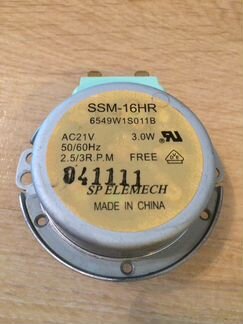 SSM-16HR
6549W1S011B
AC21V 3.0W
50/60Hz
2.5/3R.P.M FREE
041111
SP ELEMECH
MADE IN CHINA